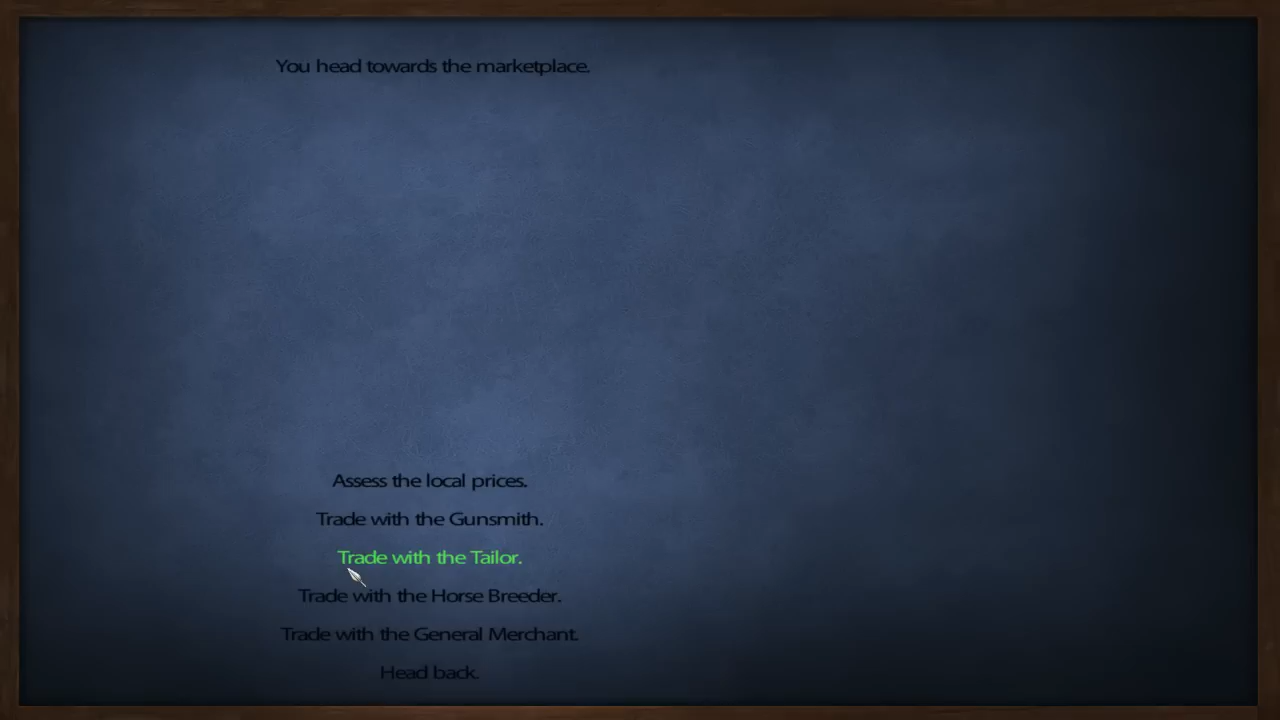 You head towards the marketplace.
Assess the local prices.
Trade with the Gunsmith.
Trade with the Tailor.
Trade with the Horse Breeder.
Trade with the General Merchant.
Head back.